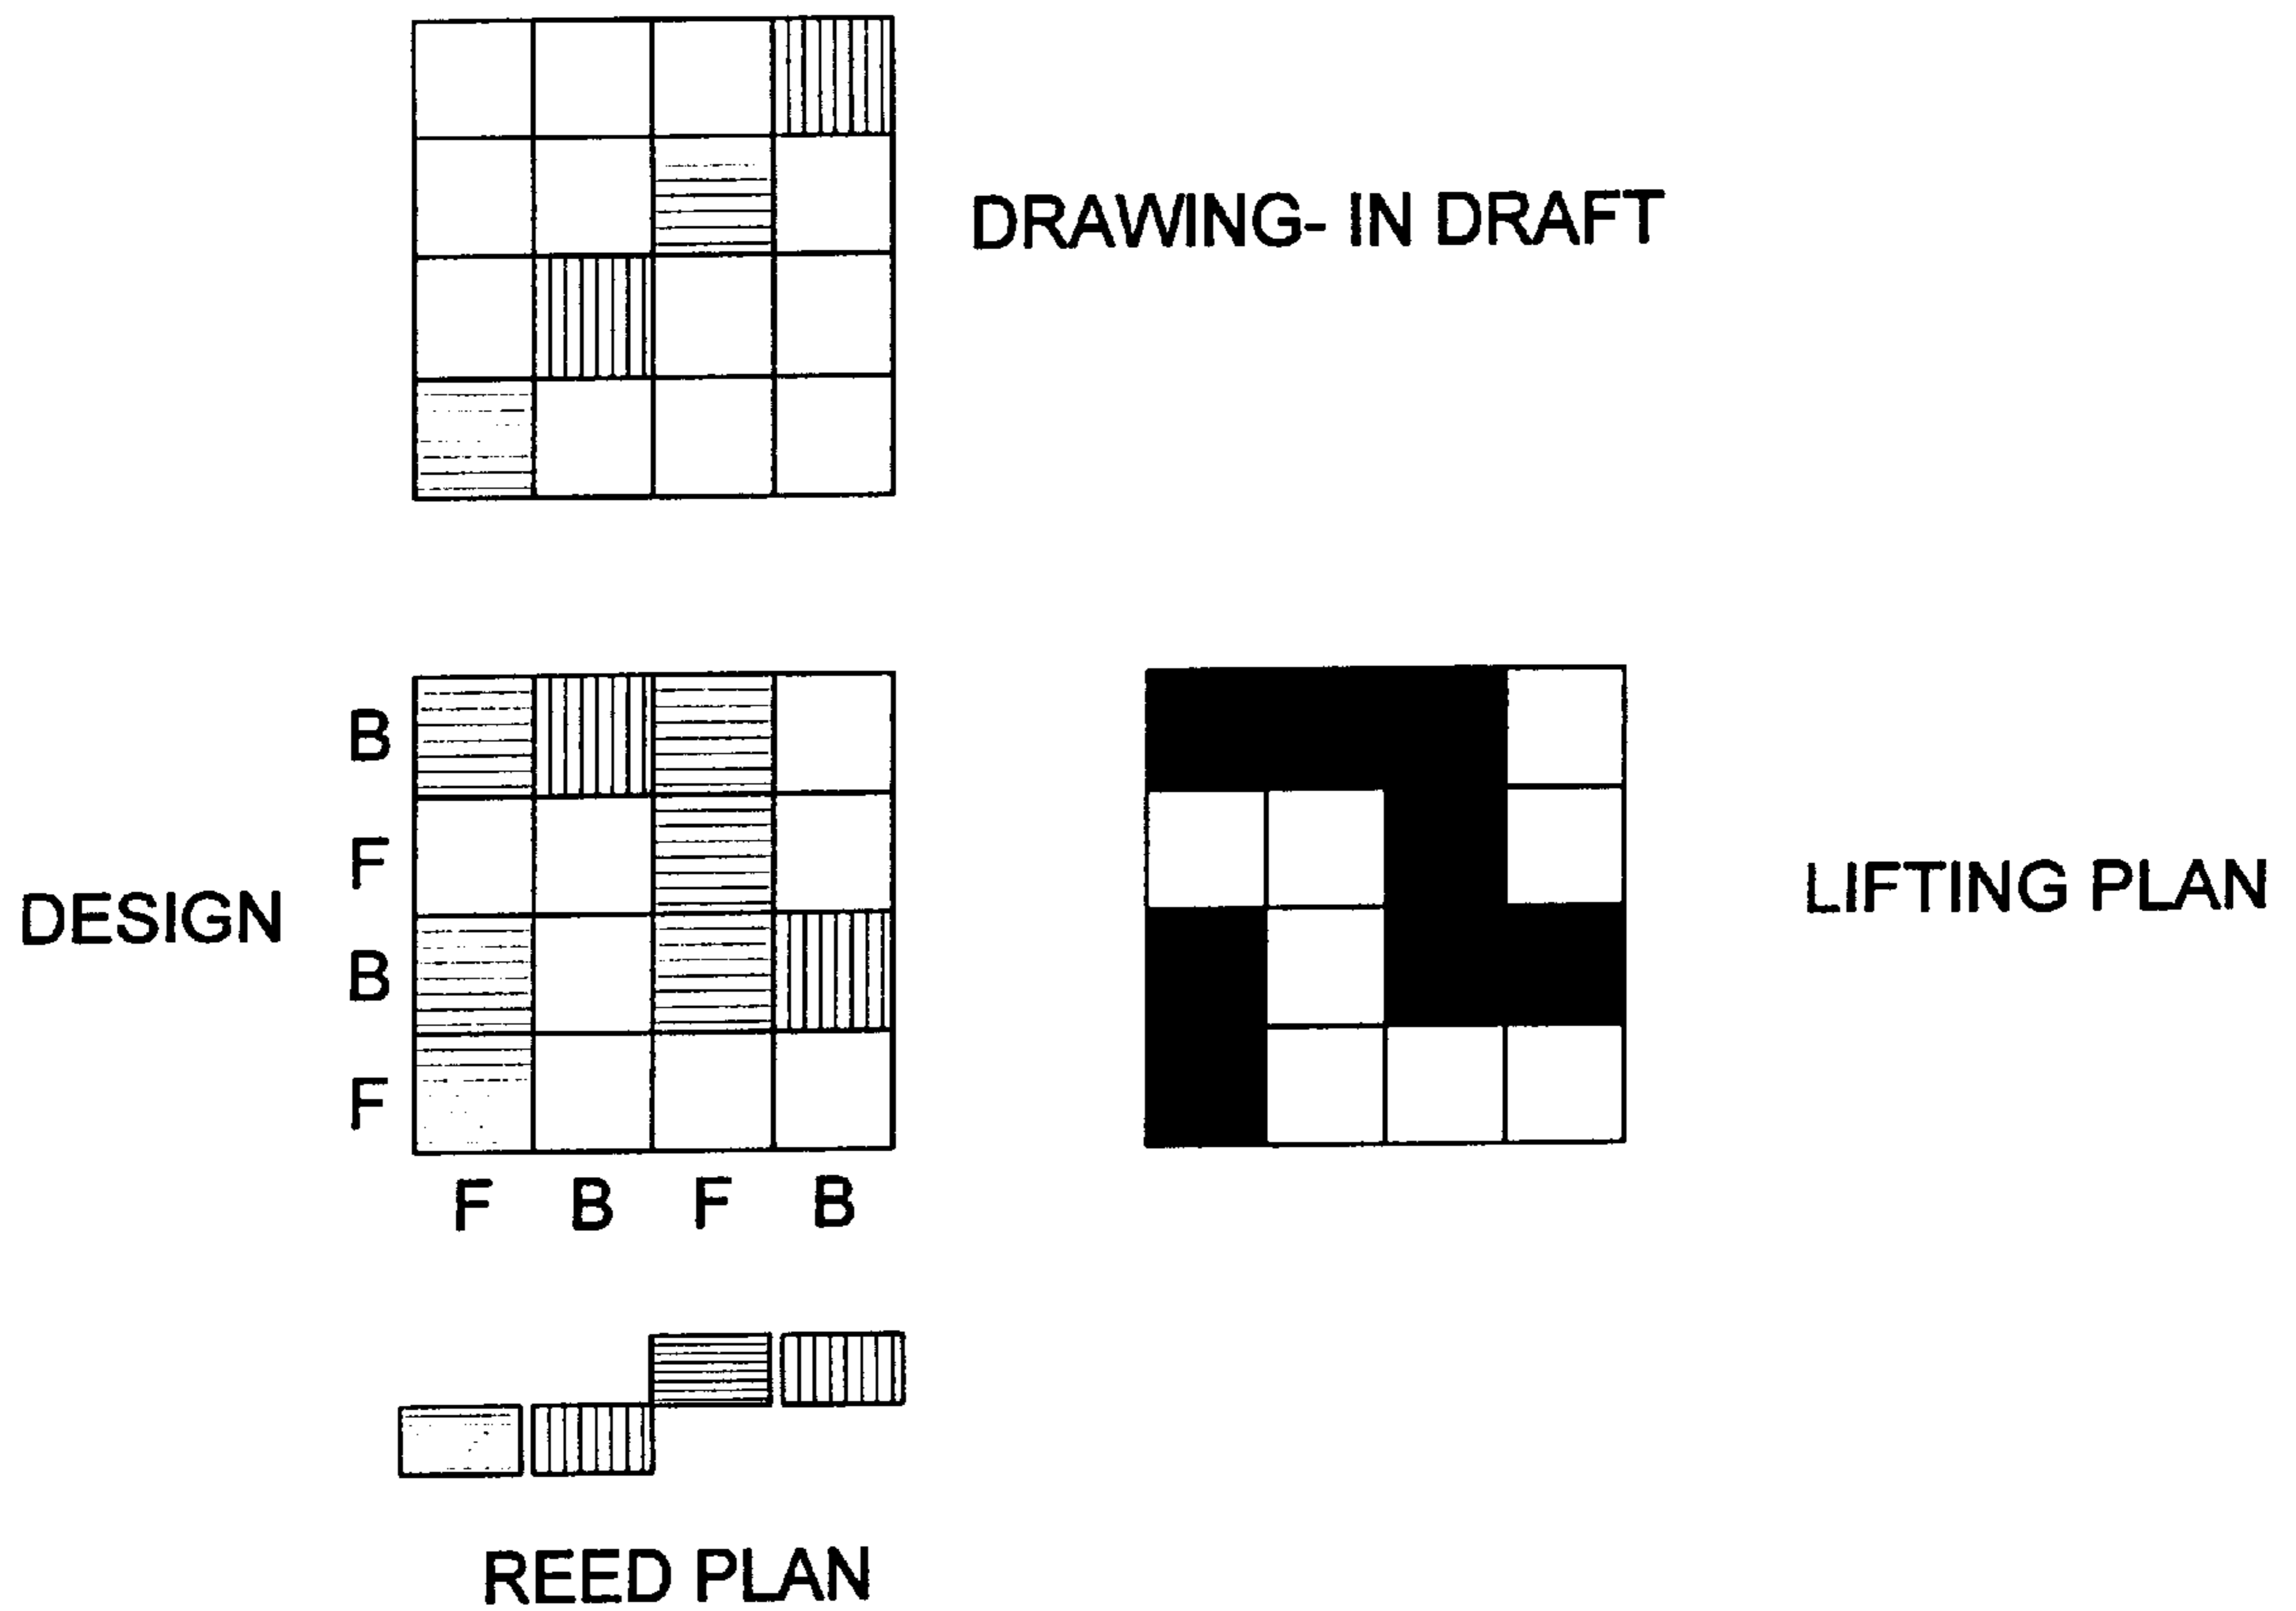 DRAWING- IN DRAFT
B
F
DESIGN
B
F
LIFTING PLAN
F B F B
REED PLAN